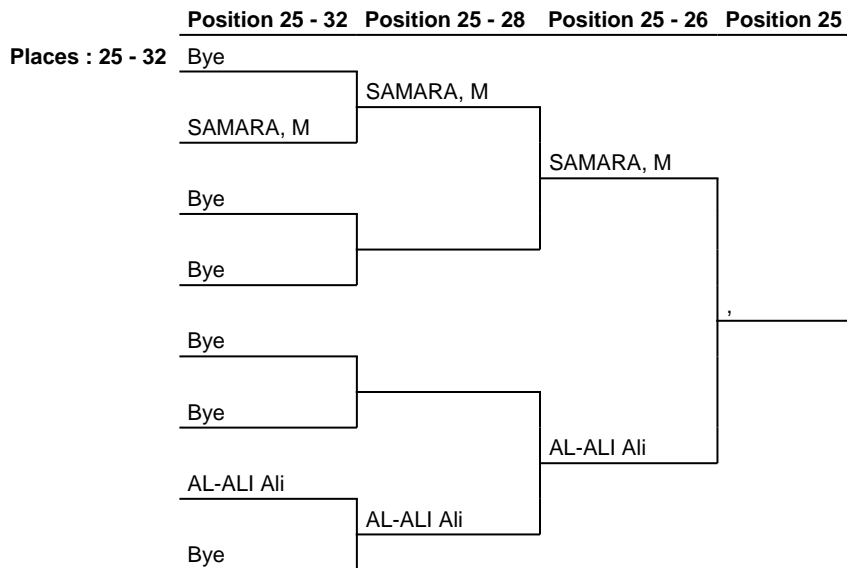 Position 25 - 32 Position 25 - 28 Position 25 - 26 Position 25
Places : 25 - 32 Bye
SAMARA, M
SAMARA, M
SAMARA, M
Bye
Bye
,
Bye
Bye
AL-ALI Ali
AL-ALI Ali
AL-ALI Ali
Bye